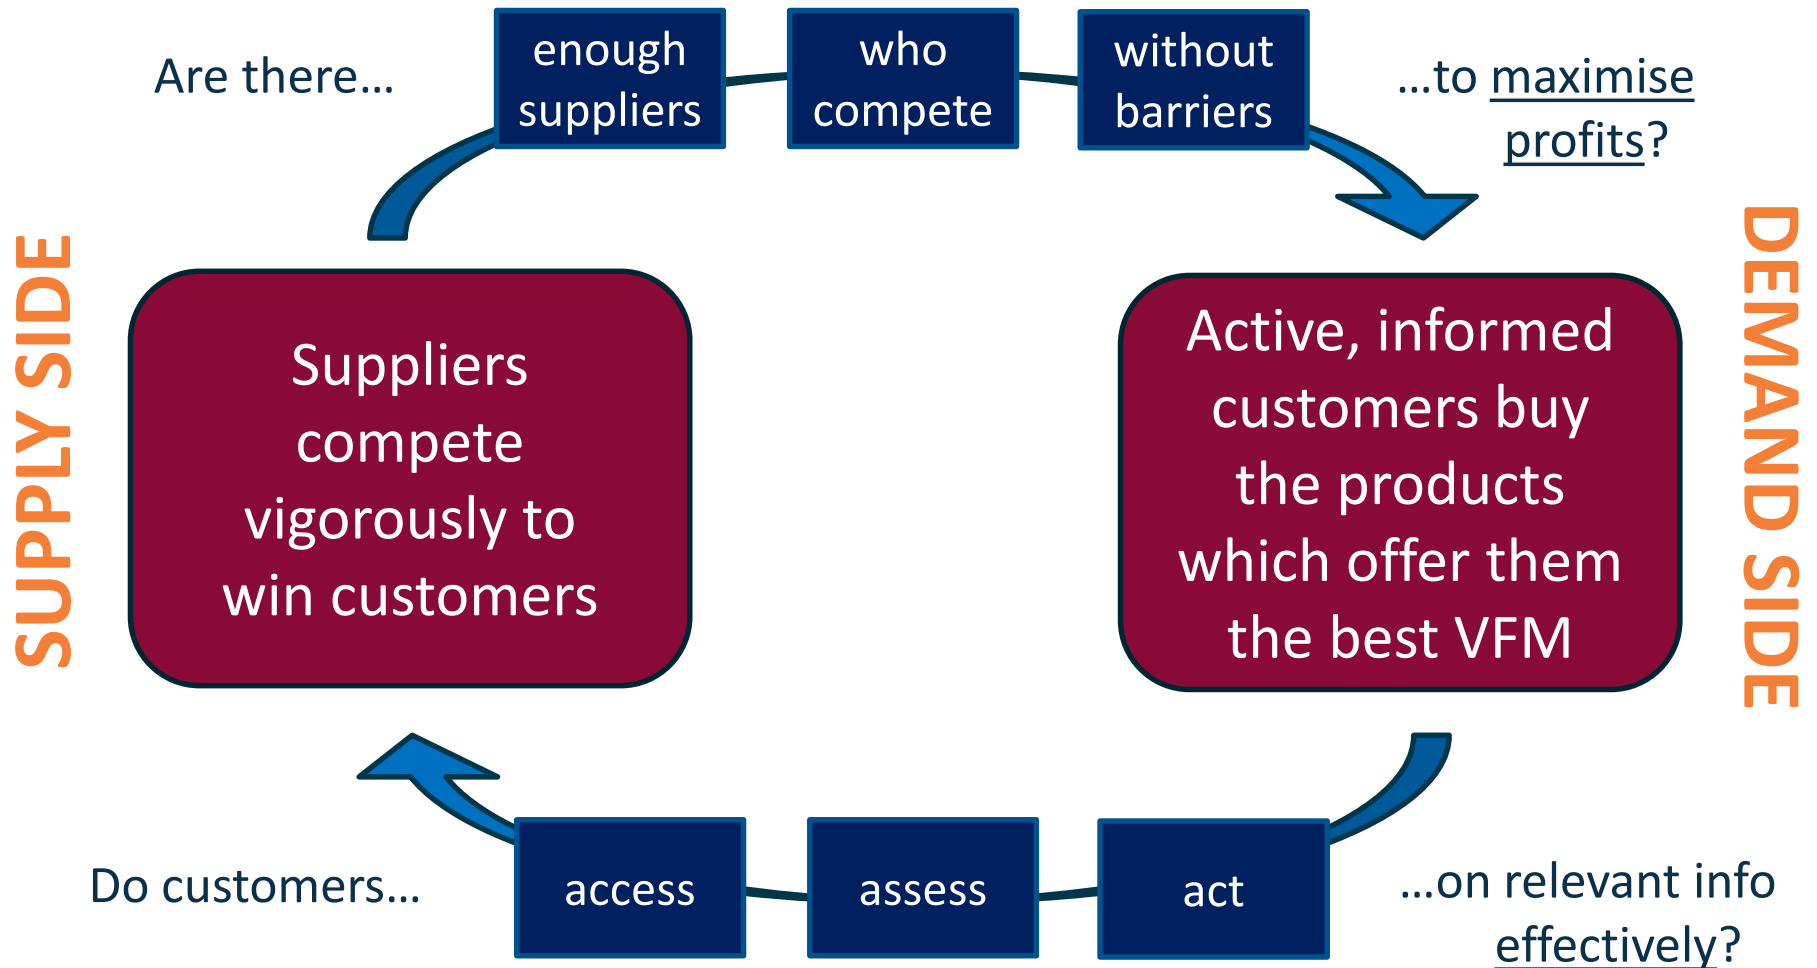 Are there...
enough
suppliers
who
compete
without
barriers
...to maximise
profits?
SUPPLY SIDE
Suppliers
compete
vigorously to
win customers
Active, informed
customers buy
the products
which offer them
the best VFM
DEMAND SIDE
Do customers...
access
assess
act
...on relevant info
effectively?